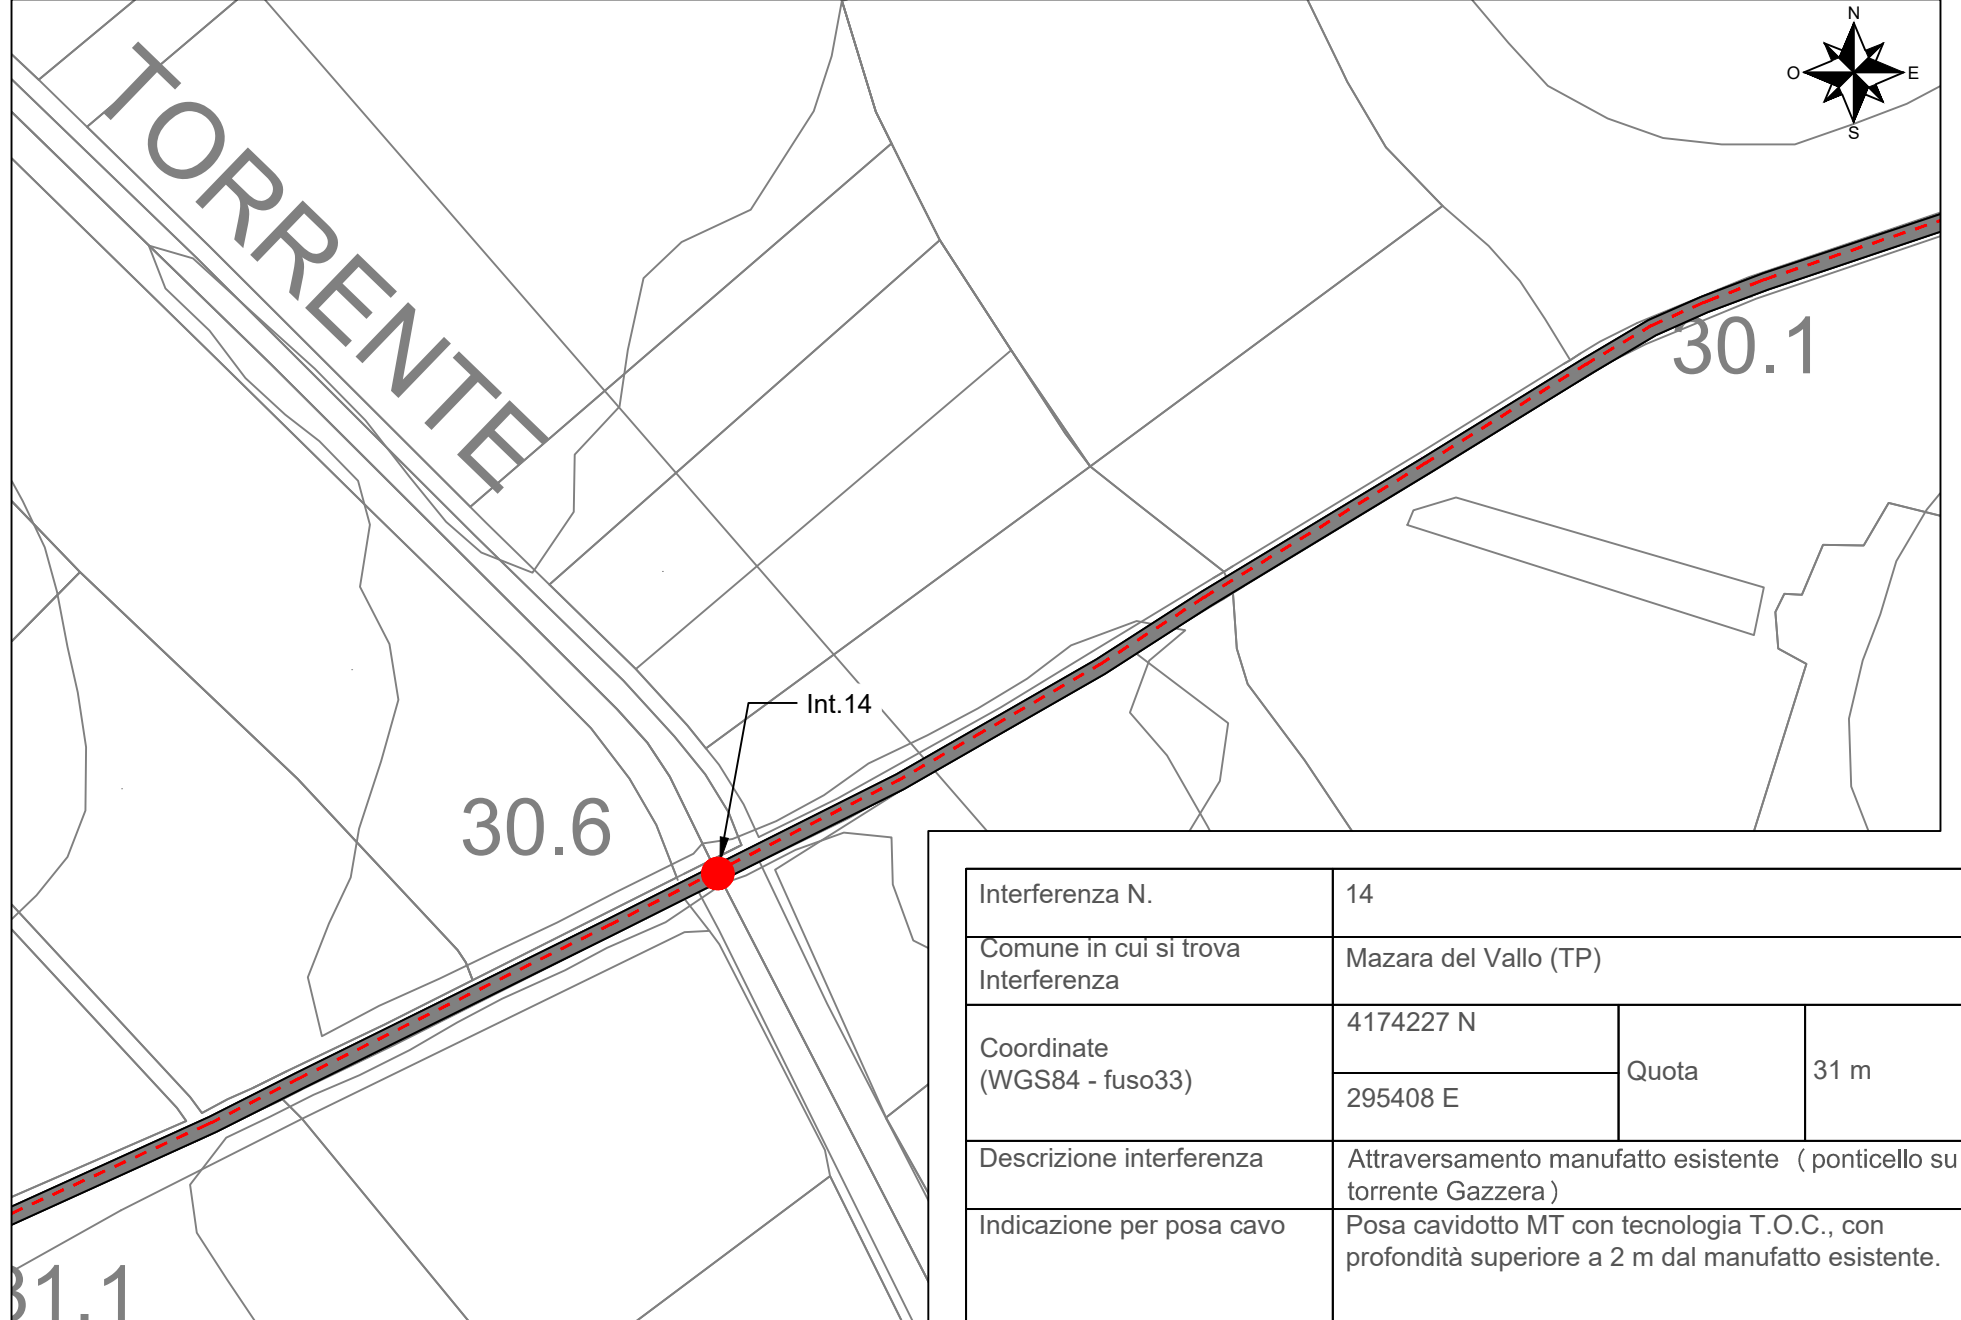 N
O
E
S
TORRENTE
30.1
Int.14
30.6
31.1
Interferenza N.
14
Comune in cui si trova
Interferenza
Mazara del Vallo (TP)
Coordinate
(WGS84 - fuso33)
4174227 N
295408 E
Quota
31 m
Descrizione interferenza
Attraversamento manufatto esistente (ponticello su
torrente Gazzera)
Indicazione per posa cavo
Posa cavidotto MT con tecnologia T.O.C., con
profondità superiore a 2 m dal manufatto esistente.